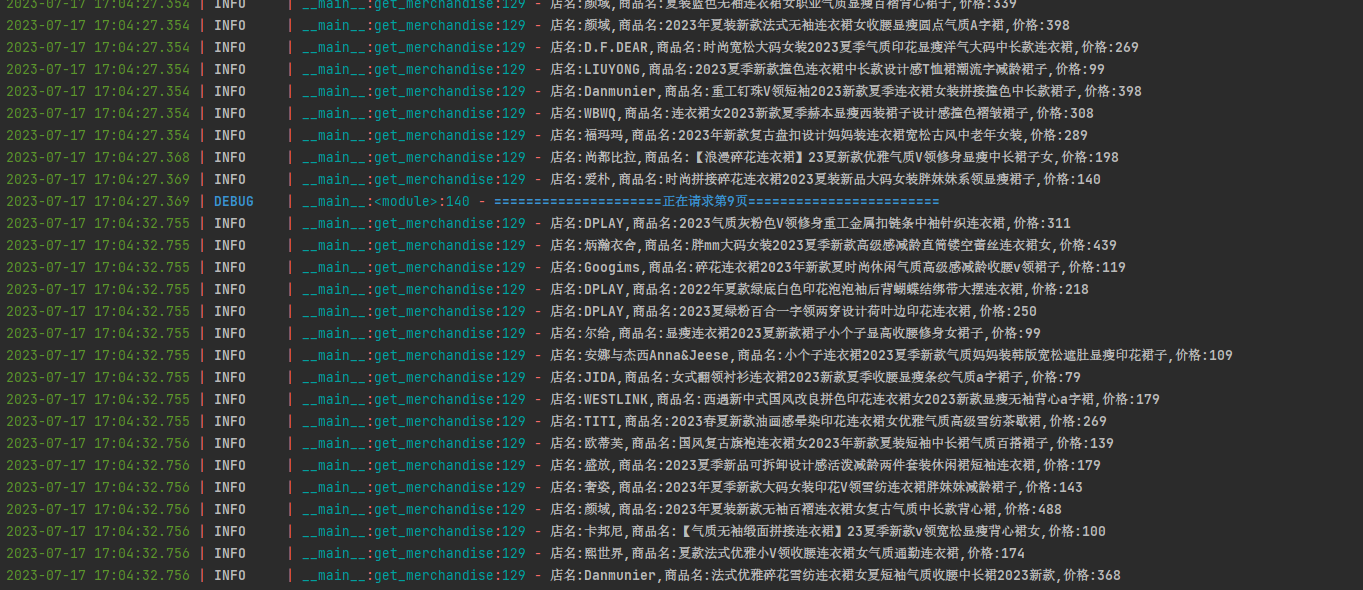 2023-07-17 17:04:27.354 | INFO     | __main__:get_merchandise:129 - 店名:颜域,商品名:夏装蓝色无袖连衣裙女职业气质显瘦百褶背心裙子,价格:339
2023-07-17 17:04:27.354 | INFO     | __main__:get_merchandise:129 - 店名:颜域,商品名:2023年夏装新款法式无袖连衣裙女收腰显瘦圆点气质A字裙,价格:398
2023-07-17 17:04:27.354 | INFO     | __main__:get_merchandise:129 - 店名:D.F.DEAR,商品名:时尚宽松大码女装2023夏季气质印花显瘦洋气大码中长款连衣裙,价格:269
2023-07-17 17:04:27.354 | INFO     | __main__:get_merchandise:129 - 店名:LIUYONG,商品名:2023夏季新款撞色连衣裙中长款设计感T恤裙潮流字减龄裙子,价格:99
2023-07-17 17:04:27.354 | INFO     | __main__:get_merchandise:129 - 店名:Danmunier,商品名:重工钉珠V领短袖2023新款夏季连衣裙女装拼接撞色中长款裙子,价格:398
2023-07-17 17:04:27.354 | INFO     | __main__:get_merchandise:129 - 店名:WBWQ,商品名:连衣裙女款2023新款夏季赫本显瘦西装裙子设计感撞色褶皱裙子,价格:308
2023-07-17 17:04:27.354 | INFO     | __main__:get_merchandise:129 - 店名:福玛玛,商品名:2023年新款复古盘扣设计妈妈装连衣裙宽松古风中老年女装,价格:289
2023-07-17 17:04:27.368 | INFO     | __main__:get_merchandise:129 - 店名:尚都比拉,商品名:【浪漫碎花连衣裙】23夏新款优雅气质V领修身显瘦中长裙子女,价格:198
2023-07-17 17:04:27.369 | INFO     | __main__:get_merchandise:129 - 店名:爱朴,商品名:时尚拼接碎花连衣裙2023夏装新品大码女装胖妹妹系领显瘦裙子,价格:140
2023-07-17 17:04:27.369 | DEBUG    | __main__:<module>:140 - =====================正在请求第9页========================
2023-07-17 17:04:32.755 | INFO     | __main__:get_merchandise:129 - 店名:DPLAY,商品名:2023气质灰粉色V领修身重工金属扣链条中袖针织连衣裙,价格:311
2023-07-17 17:04:32.755 | INFO     | __main__:get_merchandise:129 - 店名:炳瀚衣舍,商品名:胖mm大码女装2023夏季新款高级感减龄直筒镂空蕾丝连衣裙女,价格:439
2023-07-17 17:04:32.755 | INFO     | __main__:get_merchandise:129 - 店名:Googims,商品名:碎花连衣裙2023年新款夏时尚休闲气质高级感减龄收腰v领裙子,价格:119
2023-07-17 17:04:32.755 | INFO     | __main__:get_merchandise:129 - 店名:DPLAY,商品名:2022年夏款绿底白色印花泡泡袖后背蝴蝶结绑带大摆连衣裙,价格:218
2023-07-17 17:04:32.755 | INFO     | __main__:get_merchandise:129 - 店名:DPLAY,商品名:2023夏绿粉百合一字领两穿设计荷叶边印花连衣裙,价格:250
2023-07-17 17:04:32.755 | INFO     | __main__:get_merchandise:129 - 店名:尔给,商品名:显瘦连衣裙2023夏季新款裙子小个子显高收腰修身女裙子,价格:99
2023-07-17 17:04:32.755 | INFO     | __main__:get_merchandise:129 - 店名:安娜与杰西Anna&Jeese,商品名:小个子连衣裙2023夏季新款气质妈妈装韩版宽松遮肚显瘦印花裙子,价格:109
2023-07-17 17:04:32.755 | INFO     | __main__:get_merchandise:129 - 店名:JIDA,商品名:女式翻领衬衫连衣裙2023新款夏季收腰显瘦条纹气质a字裙子,价格:79
2023-07-17 17:04:32.755 | INFO     | __main__:get_merchandise:129 - 店名:WESTLINK,商品名:西遇新中式国风改良拼色印花连衣裙女2023新款显瘦无袖背心a字裙,价格:179
2023-07-17 17:04:32.755 | INFO     | __main__:get_merchandise:129 - 店名:TITI,商品名:2023春夏新款油画感晕染印花连衣裙女优雅气质高级雪纺茶歇裙,价格:269
2023-07-17 17:04:32.756 | INFO     | __main__:get_merchandise:129 - 店名:欧蒂芙,商品名:国风复古旗袍连衣裙女2023年新款夏装短袖中长裙气质百搭裙子,价格:139
2023-07-17 17:04:32.756 | INFO     | __main__:get_merchandise:129 - 店名:盛放,商品名:2023夏季新品可拆卸设计感活泼减龄两件套装休闲裙短袖连衣裙,价格:179
2023-07-17 17:04:32.756 | INFO     | __main__:get_merchandise:129 - 店名:奢姿,商品名:2023年夏季新款大码女装印花V领雪纺连衣裙胖妹妹减龄裙子,价格:143
2023-07-17 17:04:32.756 | INFO     | __main__:get_merchandise:129 - 店名:颜域,商品名:2023年夏装新款无袖百褶连衣裙女复古气质中长款背心裙,价格:488
2023-07-17 17:04:32.756 | INFO     | __main__:get_merchandise:129 - 店名:卡邦尼,商品名:【气质无袖缎面拼接连衣裙】23夏季新款v领宽松显瘦背心裙女,价格:100
2023-07-17 17:04:32.756 | INFO     | __main__:get_merchandise:129 - 店名:熙世界,商品名:夏款法式优雅小V领收腰连衣裙女气质通勤连衣裙,价格:174
2023-07-17 17:04:32.756 | INFO     | __main__:get_merchandise:129 - 店名:Danmunier,商品名:法式优雅碎花雪纺连衣裙女夏短袖气质收腰中长裙2023新款,价格:368